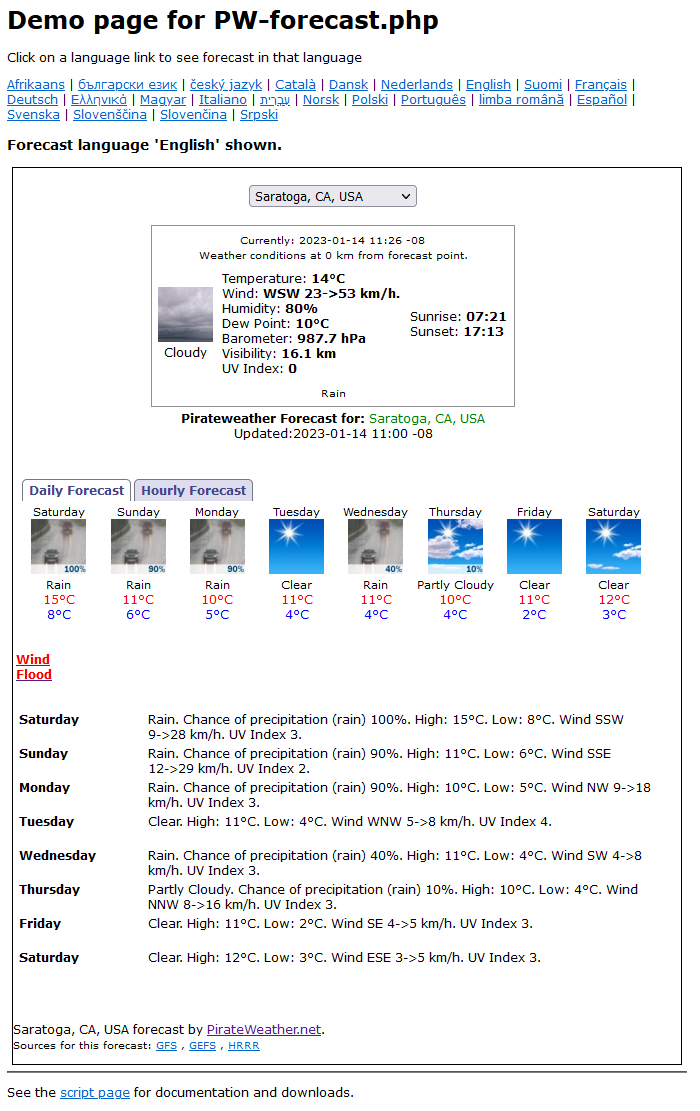 Demo page for PW-forecast.php
Click on a language link to see forecast in that language
Afrikaans | български език | český jazyk | Català | Dansk | Nederlands | English | Suomi | Français |
Deutsch | Ελληνικά | Magyar | Italiano | עִבְרִית | Norsk | Polski | Português | limba română | Español |
Svenska | Slovenščina | Slovenčina | Srpski
Forecast language 'English' shown.
Saratoga, CA, USA
Currently: 2023-01-14 11:26 -08
Weather conditions at 0 km from forecast point.
Temperature: 14°C
Wind: WSW 23->53 km/h.
Humidity: 80%
Dew Point: 10°C
Barometer: 987.7 hPa
Visibility: 16.1 km
UV Index: 0
Cloudy
Sunrise: 07:21
Sunset: 17:13
Rain
Pirateweather Forecast for: Saratoga, CA, USA
Updated:2023-01-14 11:00 -08
Daily Forecast Hourly Forecast
Saturday Sunday Monday Tuesday Wednesday Thursday Friday Saturday
100% 90% 90% 40% 10%
Rain Rain Rain Clear Rain Partly Cloudy Clear Clear
15°C 11°C 10°C 11°C 11°C 10°C 11°C 12°C
8°C 6°C 5°C 4°C 4°C 4°C 2°C 3°C
Wind
Flood
Saturday Rain. Chance of precipitation (rain) 100%. High: 15°C. Low: 8°C. Wind SSW
9->28 km/h. UV Index 3.
Sunday Rain. Chance of precipitation (rain) 90%. High: 11°C. Low: 6°C. Wind SSE
12->29 km/h. UV Index 2.
Monday Rain. Chance of precipitation (rain) 90%. High: 10°C. Low: 5°C. Wind NW 9->18
km/h. UV Index 3.
Tuesday Clear. High: 11°C. Low: 4°C. Wind WNW 5->8 km/h. UV Index 4.
Wednesday Rain. Chance of precipitation (rain) 40%. High: 11°C. Low: 4°C. Wind SW 4->8
km/h. UV Index 3.
Thursday Partly Cloudy. Chance of precipitation (rain) 10%. High: 10°C. Low: 4°C. Wind
NNW 8->16 km/h. UV Index 3.
Friday Clear. High: 11°C. Low: 2°C. Wind SE 4->5 km/h. UV Index 3.
Saturday Clear. High: 12°C. Low: 3°C. Wind ESE 3->5 km/h. UV Index 3.
Saratoga, CA, USA forecast by PirateWeather.net.
Sources for this forecast: GFS , GEFS , HRRR
See the script page for documentation and downloads.